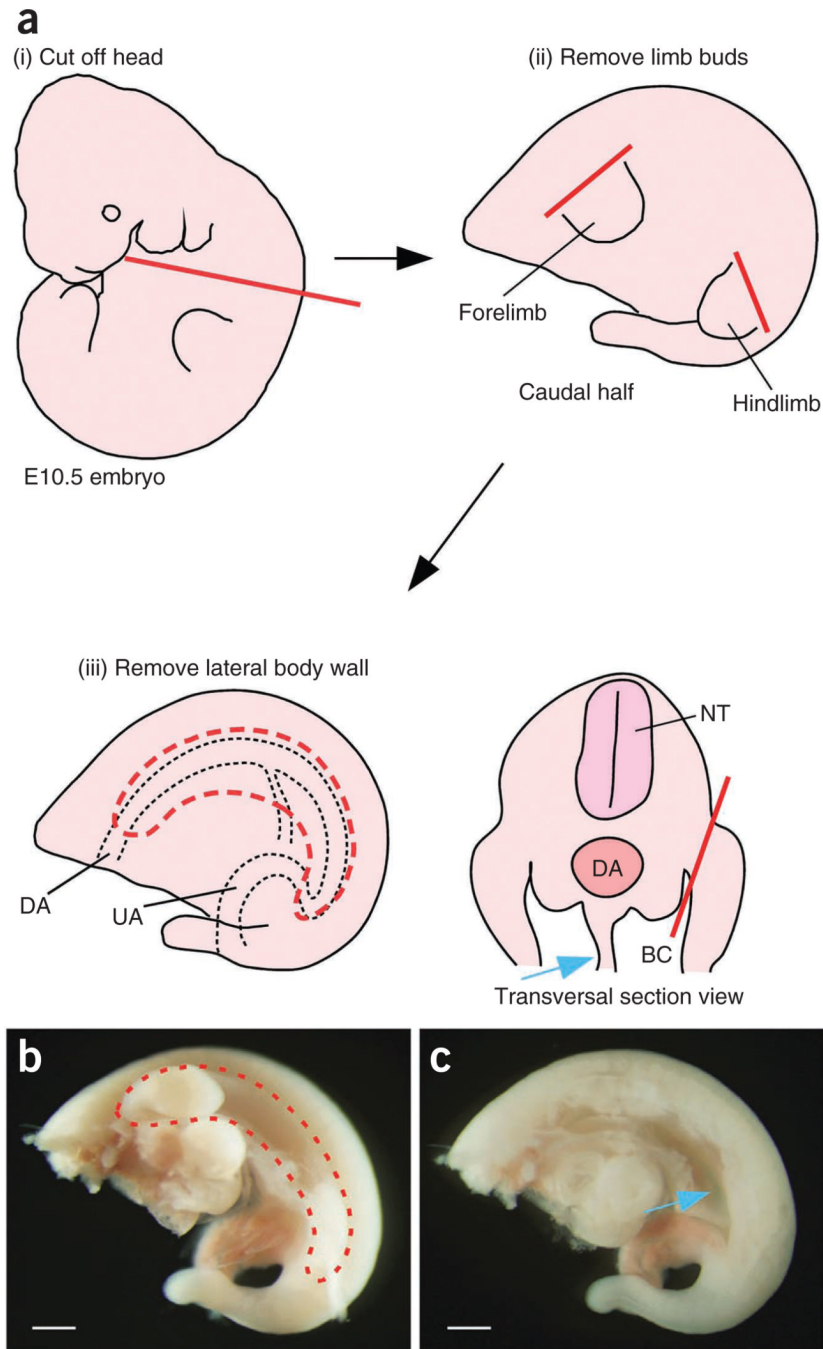 a
(i) Cut off head
(ii) Remove limb buds
Forelimb
Caudal half
Hindlimb
E10.5 embryo
(iii) Remove lateral body wall
NT
DA
DA
UA
BC
Transversal section view
b
c